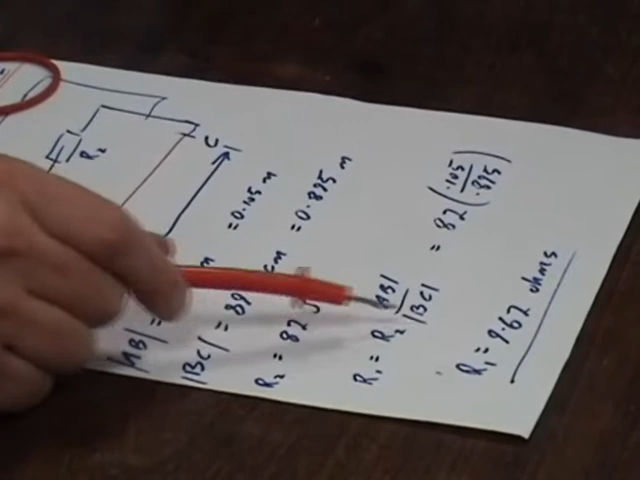 R₂
C
|AB| = m = 0.105 m
|BC| = 89 cm = 0.895 m
R₂ = 82
R₁ = R₂ |AB| / |BC| = 82 (.105 / .895)
R₁ = 9.62 ohms